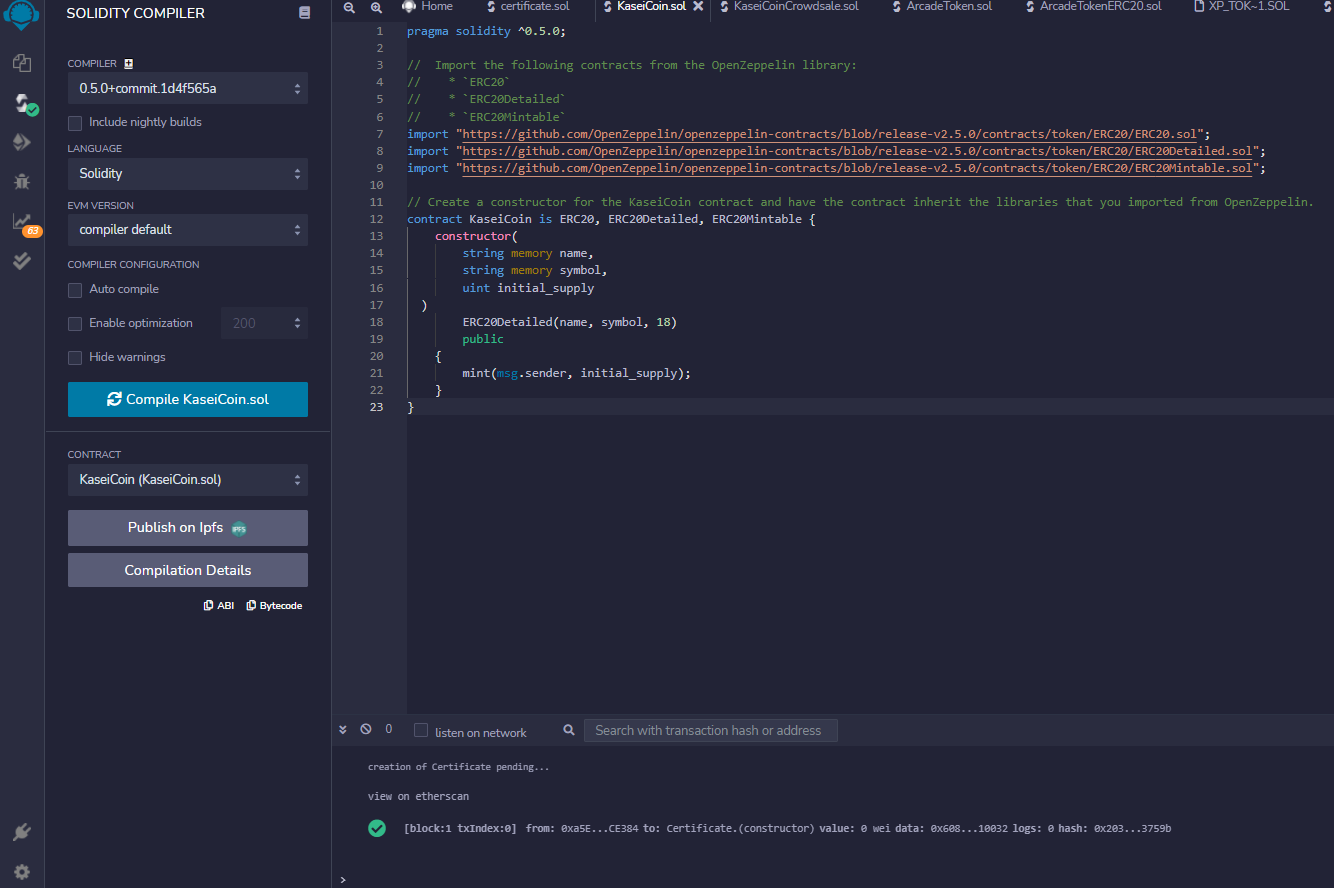 SOLIDITY COMPILER
COMPILER
0.5.0+commit.1d4f565a
Include nightly builds
LANGUAGE
Solidity
EVM VERSION
compiler default
COMPILER CONFIGURATION
Auto compile
Enable optimization 200
Hide warnings
Compile KaseiCoin.sol
CONTRACT
KaseiCoin (KaseiCoin.sol)
Publish on Ipfs IPFS
Compilation Details
ABI Bytecode
63
Home certificate.sol KaseiCoin.sol KaseiCoinCrowdsale.sol ArcadeToken.sol ArcadeTokenERC20.sol XP_TOK~1.SOL
1 pragma solidity ^0.5.0;
2
3 //  Import the following contracts from the OpenZeppelin library:
4 //    * `ERC20`
5 //    * `ERC20Detailed`
6 //    * `ERC20Mintable`
7 import "https://github.com/OpenZeppelin/openzeppelin-contracts/blob/release-v2.5.0/contracts/token/ERC20/ERC20.sol";
8 import "https://github.com/OpenZeppelin/openzeppelin-contracts/blob/release-v2.5.0/contracts/token/ERC20/ERC20Detailed.sol";
9 import "https://github.com/OpenZeppelin/openzeppelin-contracts/blob/release-v2.5.0/contracts/token/ERC20/ERC20Mintable.sol";
10
11 // Create a constructor for the KaseiCoin contract and have the contract inherit the libraries that you imported from OpenZeppelin.
12 contract KaseiCoin is ERC20, ERC20Detailed, ERC20Mintable {
13     constructor(
14         string memory name,
15         string memory symbol,
16         uint initial_supply
17   )
18         ERC20Detailed(name, symbol, 18)
19         public
20     {
21         mint(msg.sender, initial_supply);
22     }
23 }
0 listen on network Search with transaction hash or address
creation of Certificate pending...
view on etherscan
[block:1 txIndex:0] from: 0xa5E...CE384 to: Certificate.(constructor) value: 0 wei data: 0x608...10032 logs: 0 hash: 0x203...3759b
>